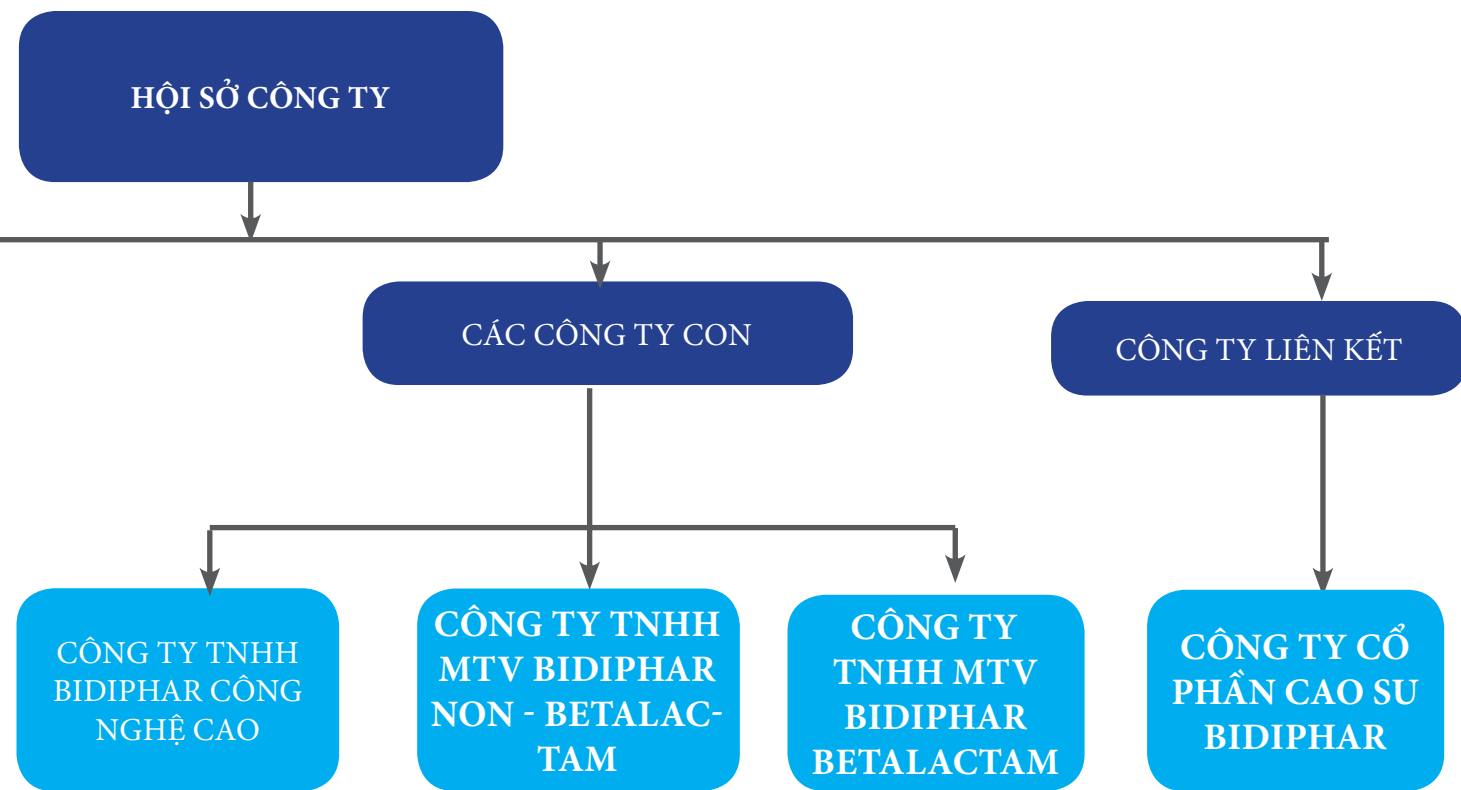 HỘI SỞ CÔNG TY
CÁC CÔNG TY CON
CÔNG TY LIÊN KẾT
CÔNG TY TNHH
BIDIPHAR CÔNG
NGHỆ CAO
CÔNG TY TNHH
MTV BIDIPHAR
NON - BETALAC-
TAM
CÔNG TY
TNHH MTV
BIDIPHAR
BETALACTAM
CÔNG TY CỔ
PHẦN CAO SU
BIDIPHAR